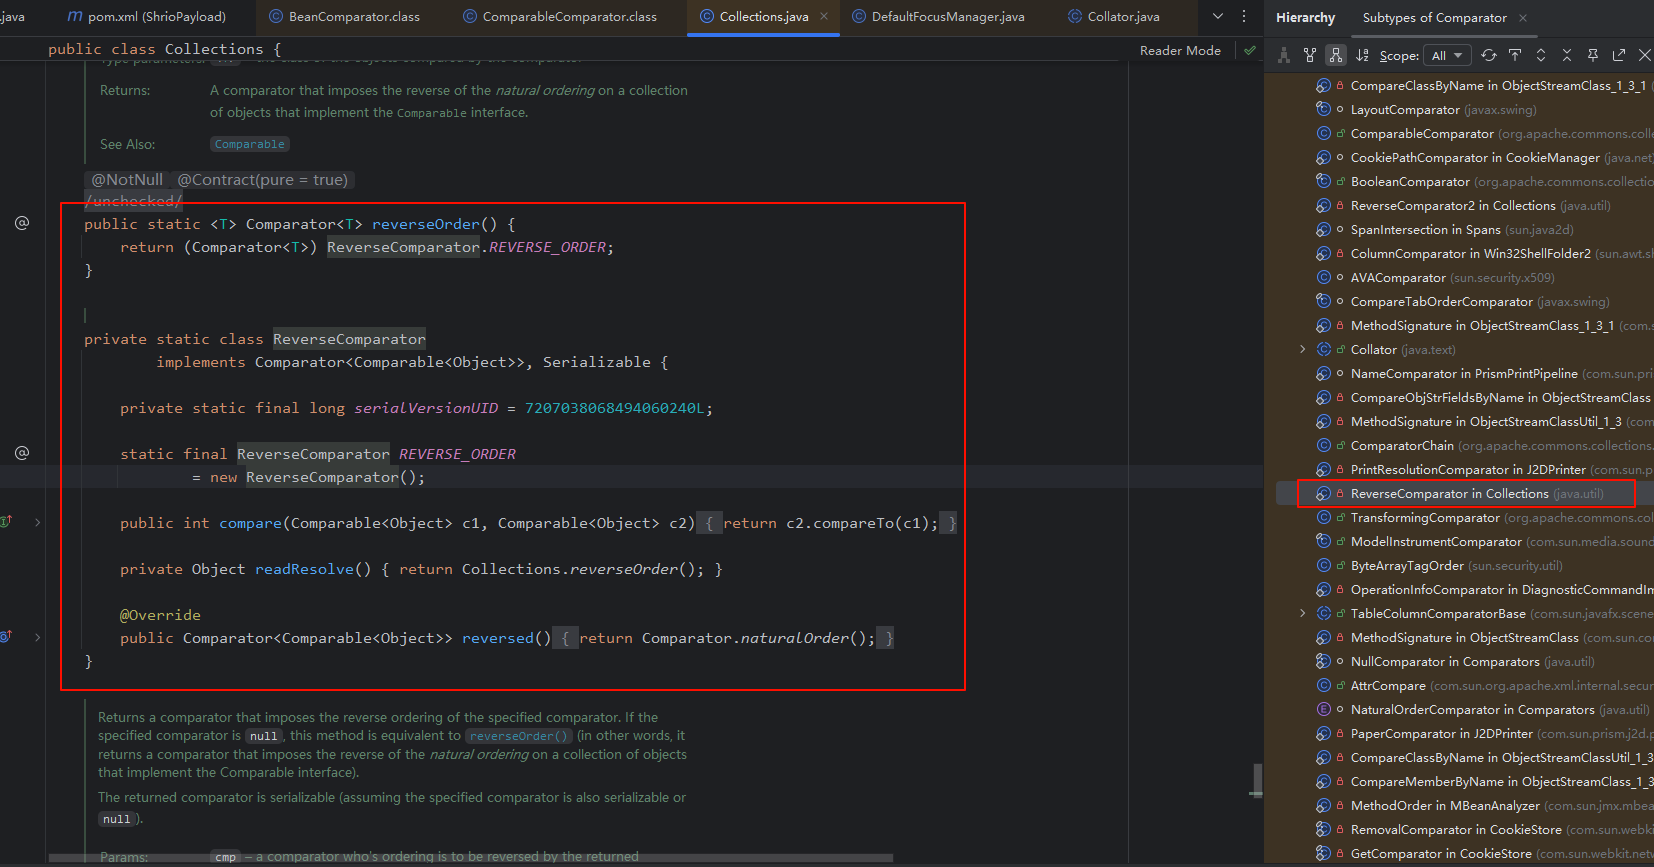 .java
pom.xml (ShrioPayload)
BeanComparator.class
ComparableComparator.class
Collections.java
DefaultFocusManager.java
Collator.java
public class Collections {
Reader Mode
Returns: A comparator that imposes the reverse of the natural ordering on a collection
of objects that implement the Comparable interface.
See Also: Comparable
@NotNull @Contract(pure = true)
/unchecked/
public static <T> Comparator<T> reverseOrder() {
return (Comparator<T>) ReverseComparator.REVERSE_ORDER;
}
private static class ReverseComparator
implements Comparator<Comparable<Object>>, Serializable {
private static final long serialVersionUID = 7207038068494060240L;
static final ReverseComparator REVERSE_ORDER
= new ReverseComparator();
public int compare(Comparable<Object> c1, Comparable<Object> c2) { return c2.compareTo(c1); }
private Object readResolve() { return Collections.reverseOrder(); }
@Override
public Comparator<Comparable<Object>> reversed() { return Comparator.naturalOrder(); }
}
Returns a comparator that imposes the reverse ordering of the specified comparator. If the
specified comparator is null, this method is equivalent to reverseOrder() (in other words, it
returns a comparator that imposes the reverse of the natural ordering on a collection of objects
that implement the Comparable interface).
The returned comparator is serializable (assuming the specified comparator is also serializable or
null).
Params: cmp – a comparator who's ordering is to be reversed by the returned
Hierarchy Subtypes of Comparator
Scope: All
CompareClassByName in ObjectStreamClass_1_3_1 (
LayoutComparator (javax.swing)
ComparableComparator (org.apache.commons.colle
CookiePathComparator in CookieManager (java.net)
BooleanComparator (org.apache.commons.collectio
ReverseComparator2 in Collections (java.util)
SpanIntersection in Spans (sun.java2d)
ColumnComparator in Win32ShellFolder2 (sun.awt.sh
AVAComparator (sun.security.x509)
CompareTabOrderComparator (javax.swing)
MethodSignature in ObjectStreamClass_1_3_1 (com.s
Collator (java.text)
NameComparator in PrismPrintPipeline (com.sun.pri
CompareObjStrFieldsByName in ObjectStreamClass
MethodSignature in ObjectStreamClassUtil_1_3 (com
ComparatorChain (org.apache.commons.collections.
PrintResolutionComparator in J2DPrinter (com.sun.p
ReverseComparator in Collections (java.util)
TransformingComparator (org.apache.commons.col
ModelInstrumentComparator (com.sun.media.sound
ByteArrayTagOrder (sun.security.util)
OperationInfoComparator in DiagnosticCommandIm
TableColumnComparatorBase (com.sun.javafx.scene
MethodSignature in ObjectStreamClass (com.sun.co
NullComparator in Comparators (java.util)
AttrCompare (com.sun.org.apache.xml.internal.secur
NaturalOrderComparator in Comparators (java.util)
PaperComparator in J2DPrinter (com.sun.prism.j2d.p
CompareClassByName in ObjectStreamClassUtil_1_3
CompareMemberByName in ObjectStreamClass_1_3
MethodOrder in MBeanAnalyzer (com.sun.jmx.mbea
RemovalComparator in CookieStore (com.sun.webkit
GetComparator in CookieStore (com.sun.webkit.netw